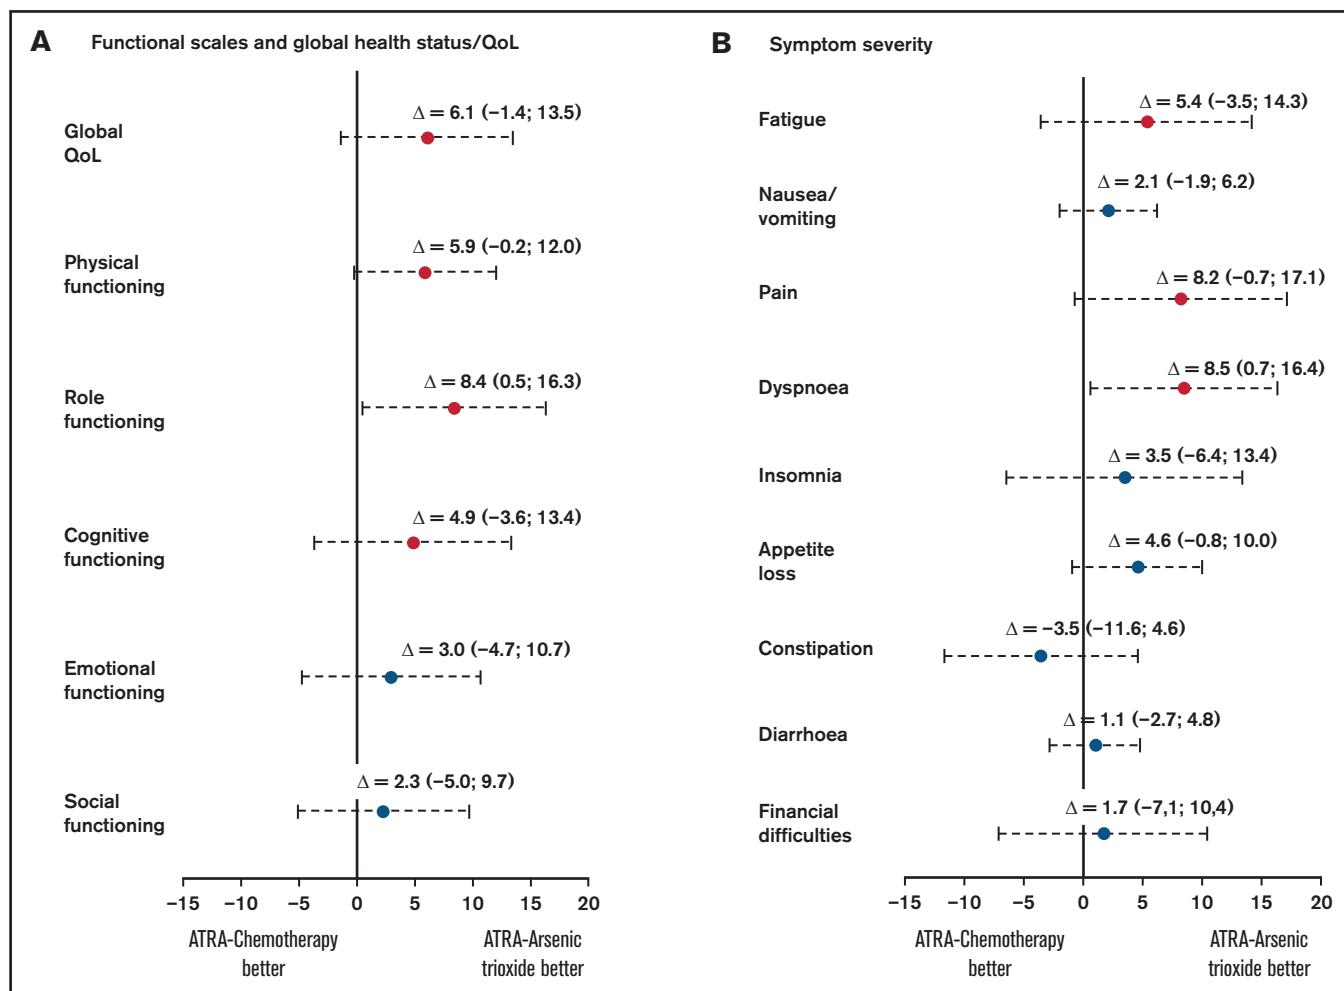 A Functional scales and global health status/QoL
Global
QoL
Δ = 6.1 (−1.4; 13.5)
Physical
functioning
Δ = 5.9 (−0.2; 12.0)
Role
functioning
Δ = 8.4 (0.5; 16.3)
Cognitive
functioning
Δ = 4.9 (−3.6; 13.4)
Emotional
functioning
Δ = 3.0 (−4.7; 10.7)
Social
functioning
Δ = 2.3 (−5.0; 9.7)
−15 −10 −5 0 5 10 15 20
ATRA-Chemotherapy
better
ATRA-Arsenic
trioxide better
B Symptom severity
Fatigue
Δ = 5.4 (−3.5; 14.3)
Nausea/
vomiting
Δ = 2.1 (−1.9; 6.2)
Pain
Δ = 8.2 (−0.7; 17.1)
Dyspnoea
Δ = 8.5 (0.7; 16.4)
Insomnia
Δ = 3.5 (−6.4; 13.4)
Appetite
loss
Δ = 4.6 (−0.8; 10.0)
Constipation
Δ = −3.5 (−11.6; 4.6)
Diarrhoea
Δ = 1.1 (−2.7; 4.8)
Financial
difficulties
Δ = 1.7 (−7,1; 10,4)
−15 −10 −5 0 5 10 15 20
ATRA-Chemotherapy
better
ATRA-Arsenic
trioxide better